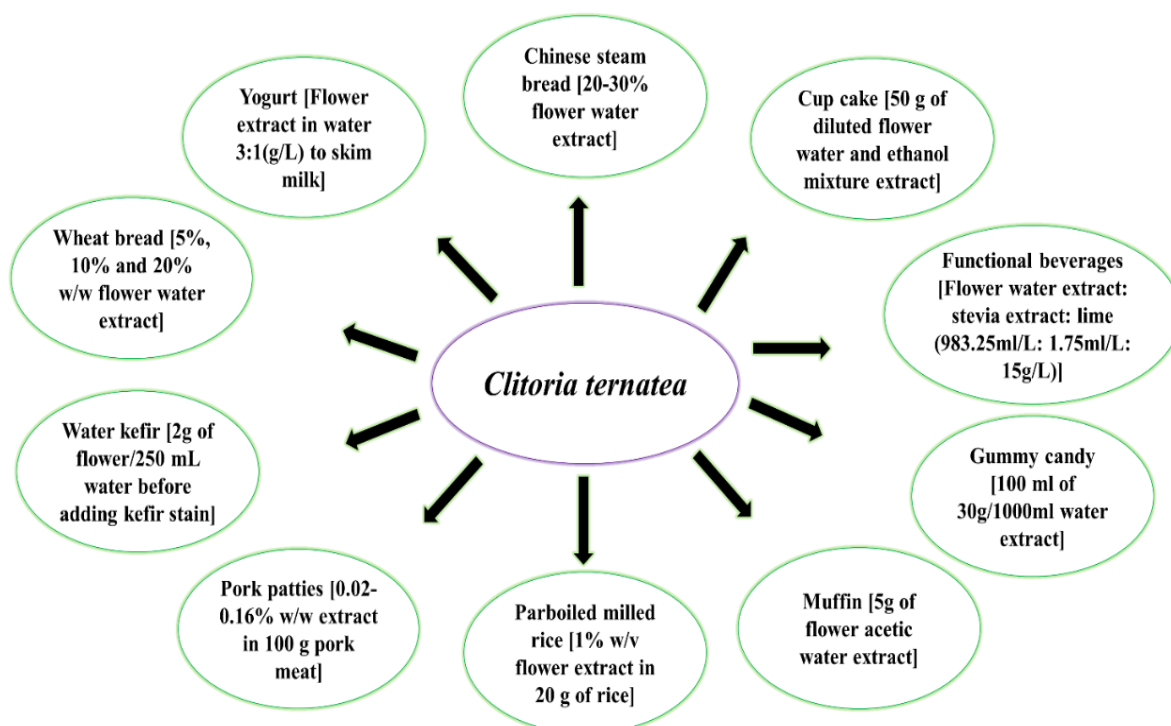 Chinese steam
bread [20-30%
flower water
extract]
Cup cake [50 g of
diluted flower
water and ethanol
mixture extract]
Functional beverages
[Flower water extract:
stevia extract: lime
(983.25ml/L: 1.75ml/L:
15g/L)]
Gummy candy
[100 ml of
30g/1000ml water
extract]
Muffin [5g of
flower acetic
water extract]
Parboiled milled
rice [1% w/v
flower extract in
20 g of rice]
Pork patties [0.02-
0.16% w/w extract
in 100 g pork
meat]
Water kefir [2g of
flower/250 mL
water before
adding kefir stain]
Wheat bread [5%,
10% and 20%
w/w flower water
extract]
Yogurt [Flower
extract in water
3:1(g/L) to skim
milk]
Clitoria ternatea